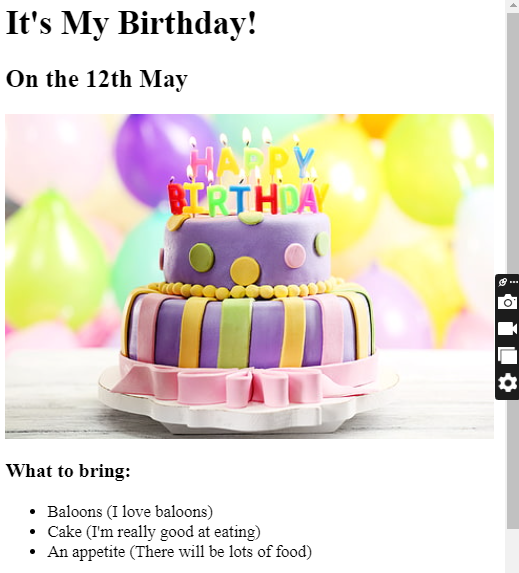 It's My Birthday!
On the 12th May
HAPPY
BIRTHDAY
What to bring:
Baloons (I love baloons)
Cake (I'm really good at eating)
An appetite (There will be lots of food)